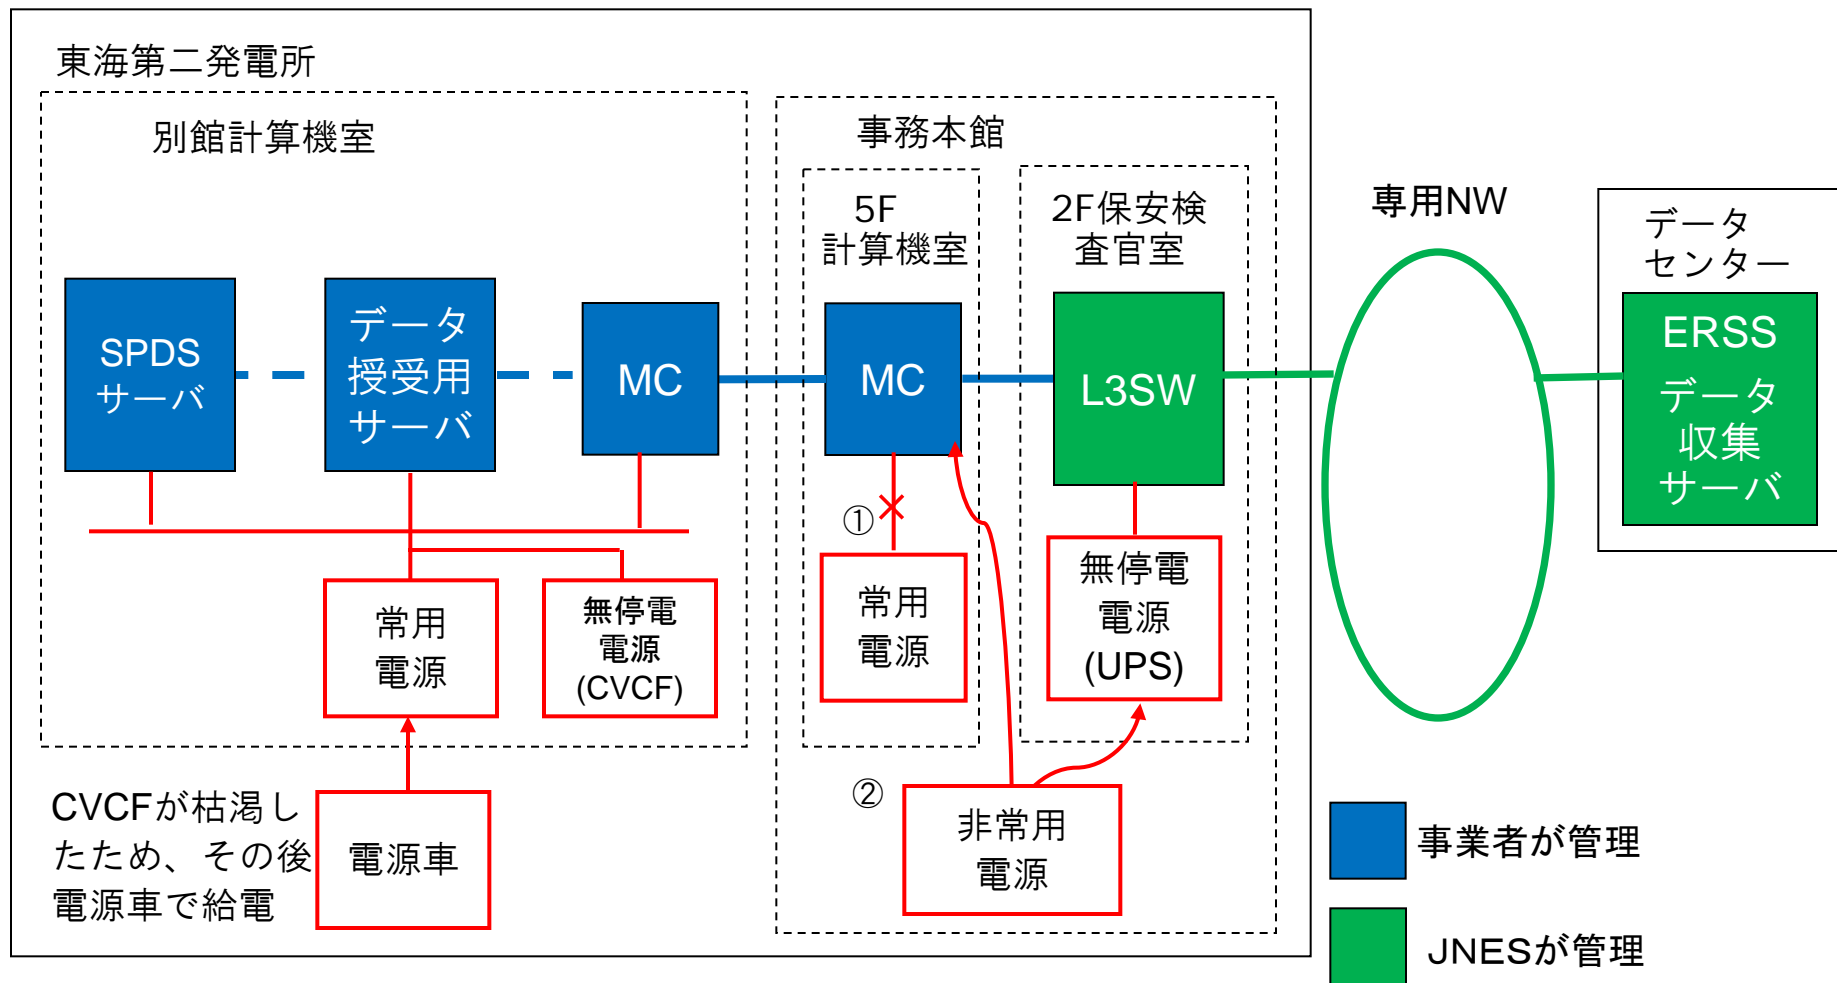 東海第二発電所
別館計算機室
SPDS
サーバ
データ
授受用
サーバ
MC
常用
電源
無停電
電源
(CVCF)
CVCFが枯渇し
たため、その後
電源車で給電
電源車
事務本館
5F
計算機室
MC
①
常用
電源
2F保安検
査官室
L3SW
無停電
電源
(UPS)
②
非常用
電源
専用NW
データ
センター
ERSS
データ
収集
サーバ
事業者が管理
JNESが管理